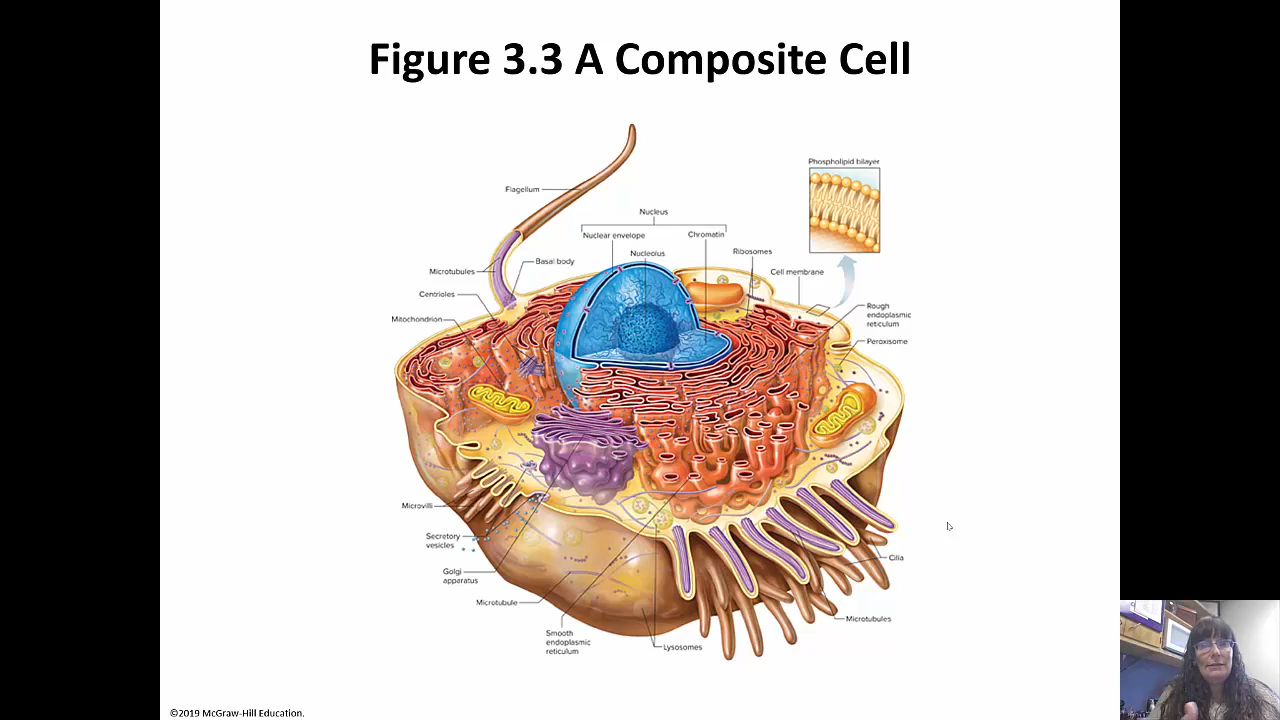 Figure 3.3 A Composite Cell
Phospholipid bilayer
Flagellum
Nucleus
Nuclear envelope
Chromatin
Nucleolus
Ribosomes
Basal body
Microtubules
Cell membrane
Centrioles
Rough
endoplasmic
reticulum
Mitochondrion
Peroxisome
Microvilli
Secretory
vesicles
Cilia
Golgi
apparatus
Microtubule
Microtubules
Smooth
endoplasmic
reticulum
Lysosomes
©2019 McGraw-Hill Education.